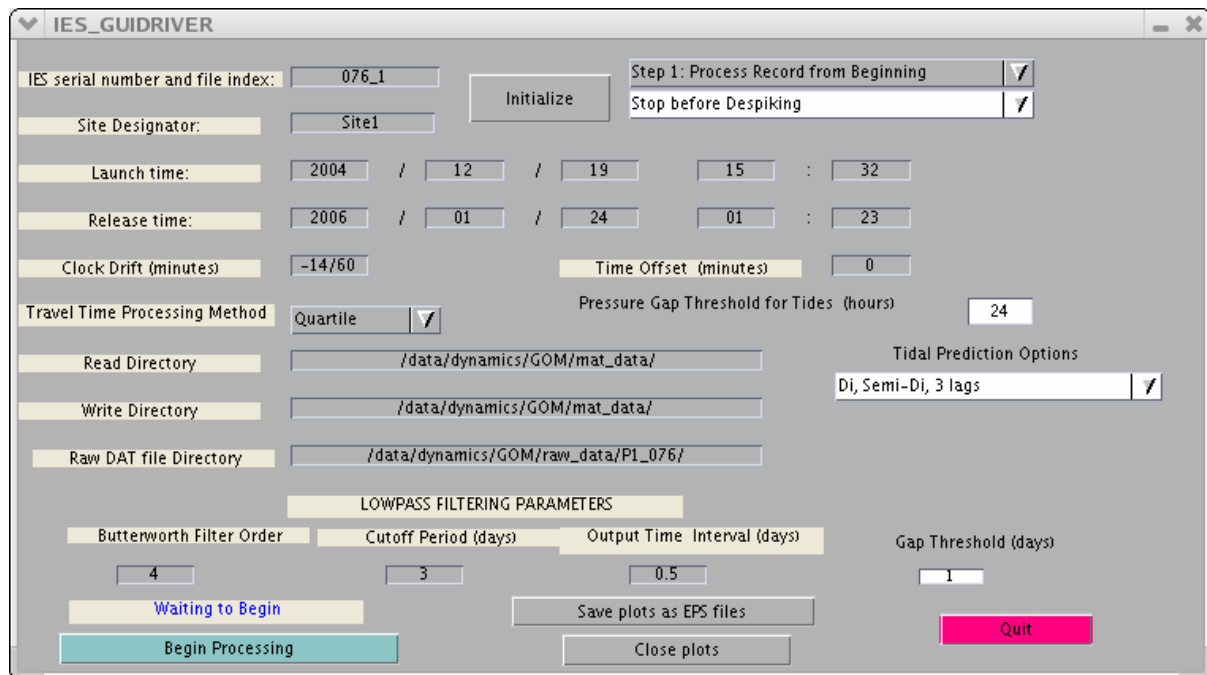 IES_GUIDRIVER
IES serial number and file index: 076_1 Initialize Step 1: Process Record from Beginning
Stop before Despiking
Site Designator: Site1
Launch time: 2004 / 12 / 19 15 : 32
Release time: 2006 / 01 / 24 01 : 23
Clock Drift (minutes) -14/60 Time Offset (minutes) 0
Travel Time Processing Method Quartile Pressure Gap Threshold for Tides (hours) 24
Read Directory /data/dynamics/GOM/mat_data/ Tidal Prediction Options
Di, Semi-Di, 3 lags
Write Directory /data/dynamics/GOM/mat_data/
Raw DAT file Directory /data/dynamics/GOM/raw_data/P1_076/
LOWPASS FILTERING PARAMETERS
Butterworth Filter Order Cutoff Period (days) Output Time Interval (days) Gap Threshold (days)
4 3 0.5 1
Waiting to Begin Save plots as EPS files Quit
Begin Processing Close plots